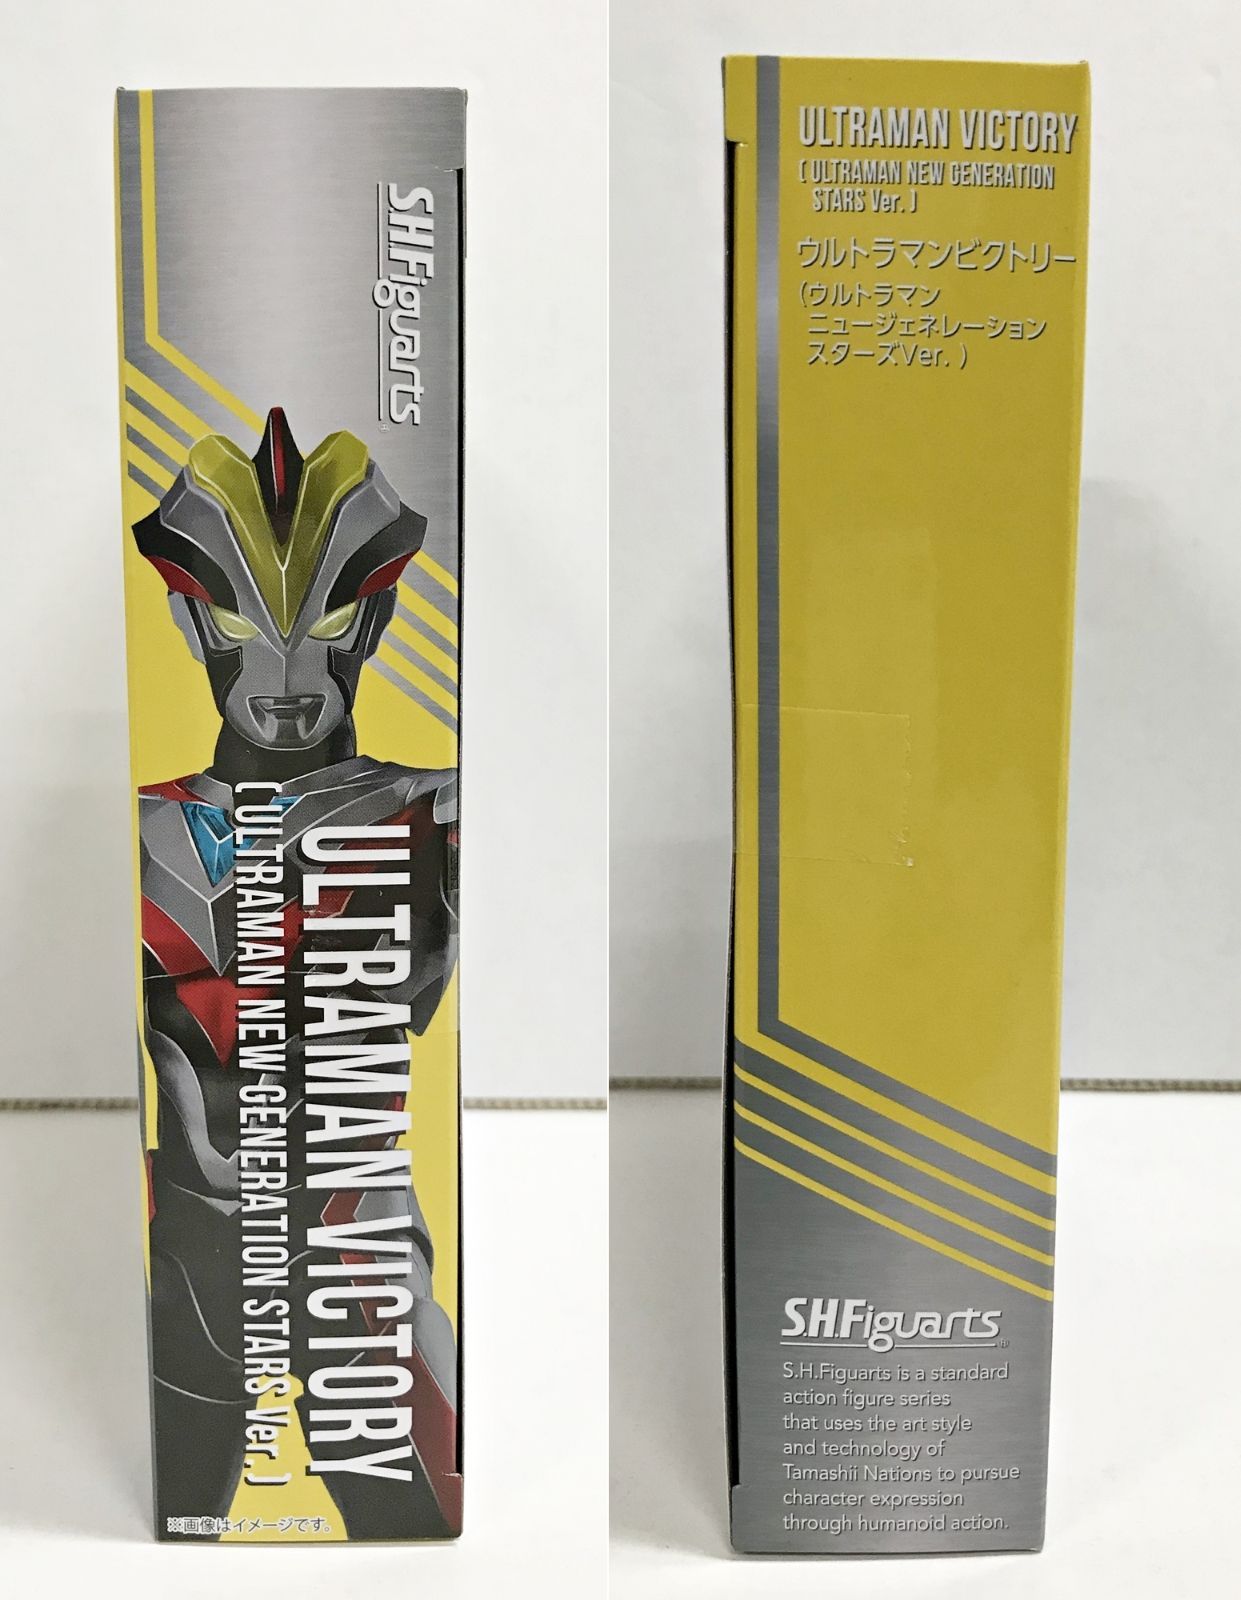 S.H.Figuarts
ULTRAMAN VICTORY
( ULTRAMAN NEW GENERATION STARS Ver. )
※画像はイメージです。
ULTRAMAN VICTORY
( ULTRAMAN NEW GENERATION
STARS Ver. )
ウルトラマンビクトリー
(ウルトラマン
ニュージェネレーション
スターズVer. )
S.H.Figuarts
S.H.Figuarts is a standard
action figure series
that uses the art style
and technology of
Tamashii Nations to pursue
character expression
through humanoid action.